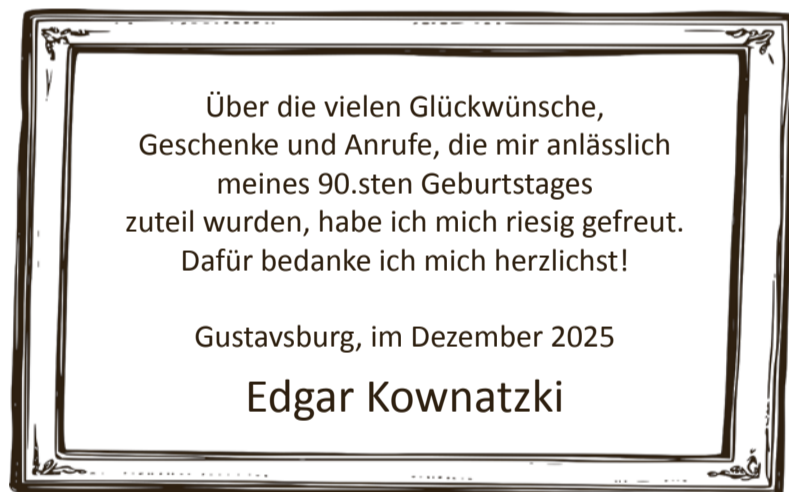 Über die vielen Glückwünsche,
Geschenke und Anrufe, die mir anlässlich
meines 90.sten Geburtstages
zuteil wurden, habe ich mich riesig gefreut.
Dafür bedanke ich mich herzlichst!
Gustavsburg, im Dezember 2025
Edgar Kownatzki